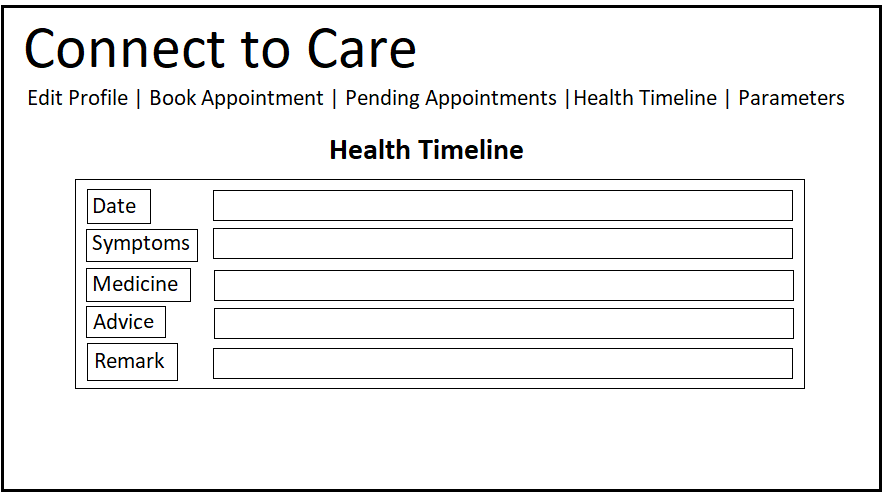 Connect to Care
Edit Profile | Book Appointment | Pending Appointments |Health Timeline | Parameters
Health Timeline
Date
Symptoms
Medicine
Advice
Remark